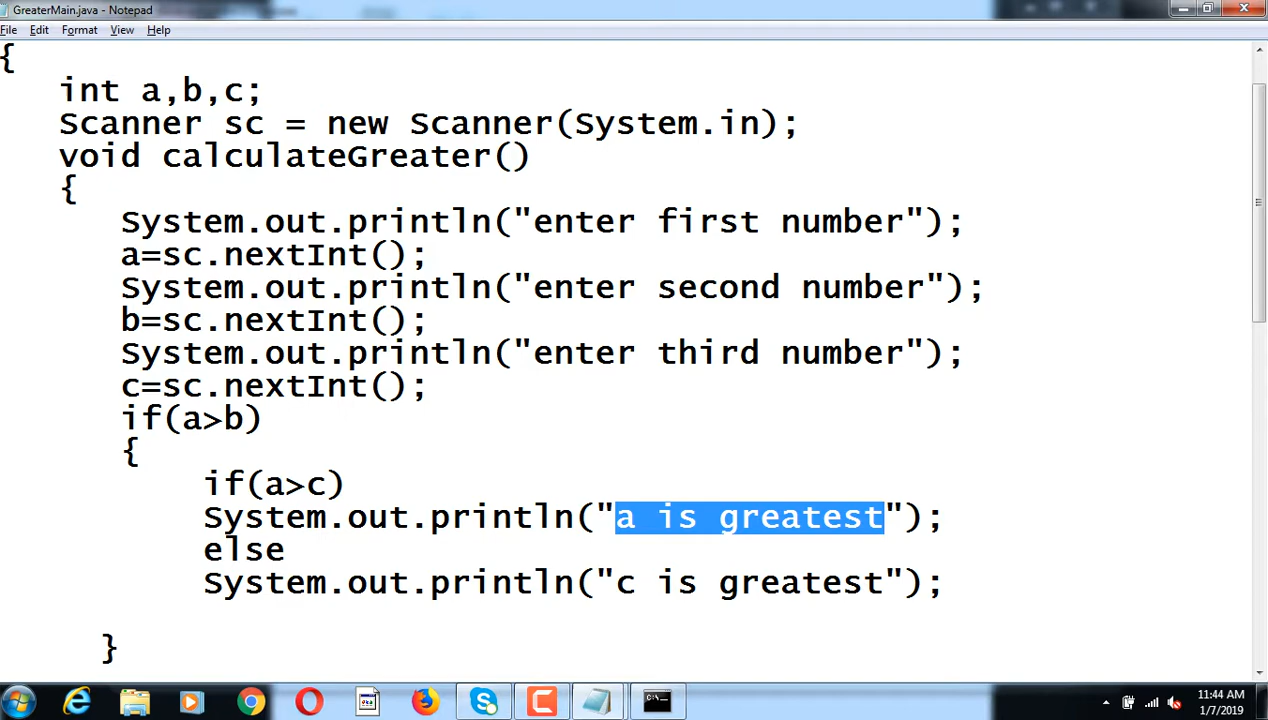 GreaterMain.java - Notepad
File Edit Format View Help
{
int a,b,c;
Scanner sc = new Scanner(System.in);
void calculateGreater()
{
System.out.println("enter first number");
a=sc.nextInt();
System.out.println("enter second number");
b=sc.nextInt();
System.out.println("enter third number");
c=sc.nextInt();
if(a>b)
{
if(a>c)
System.out.println("a is greatest");
else
System.out.println("c is greatest");
}
11:44 AM
1/7/2019